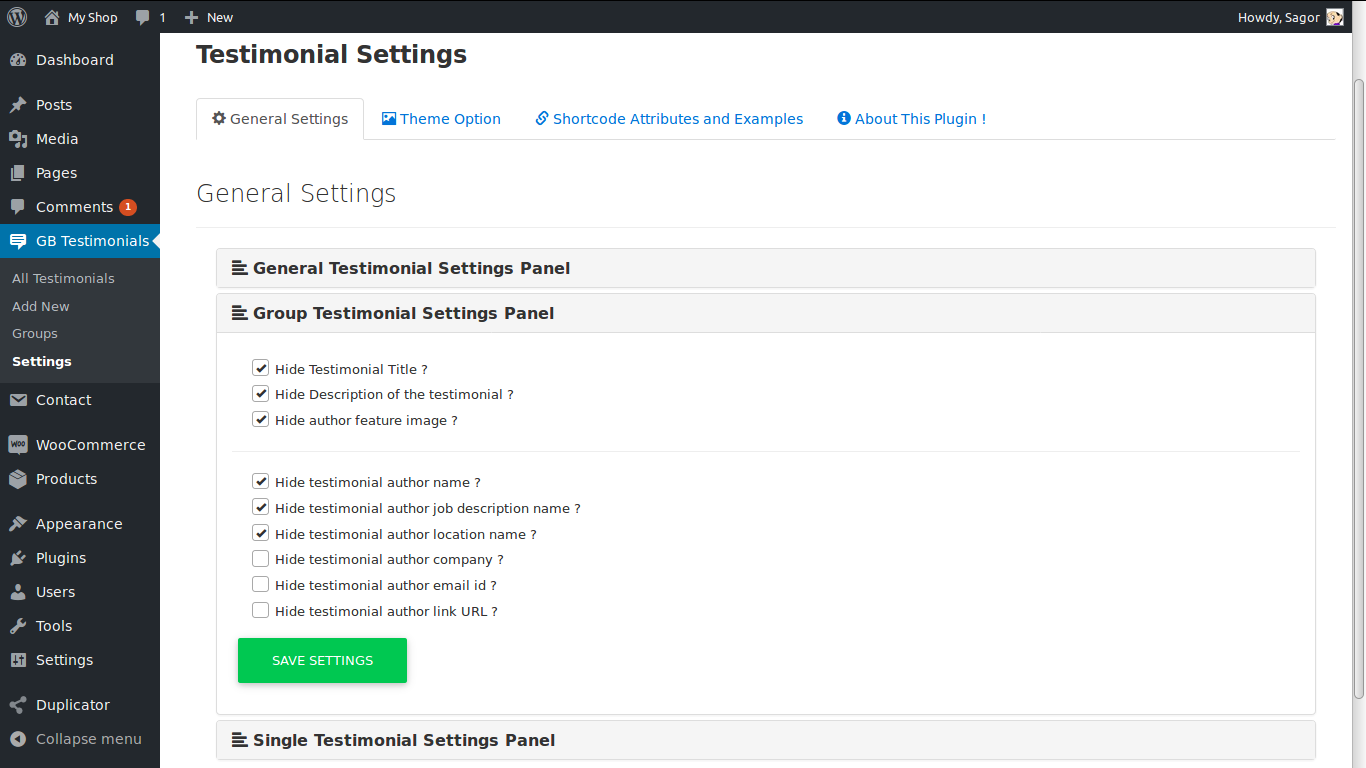 My Shop 1 New Howdy, Sagor
Dashboard
Posts
Media
Pages
Comments 1
GB Testimonials
All Testimonials
Add New
Groups
Settings
Contact
WOO WooCommerce
Products
Appearance
Plugins
Users
Tools
Settings
Duplicator
Collapse menu
Testimonial Settings
General Settings Theme Option Shortcode Attributes and Examples About This Plugin !
General Settings
General Testimonial Settings Panel
Group Testimonial Settings Panel
Hide Testimonial Title ?
Hide Description of the testimonial ?
Hide author feature image ?
Hide testimonial author name ?
Hide testimonial author job description name ?
Hide testimonial author location name ?
Hide testimonial author company ?
Hide testimonial author email id ?
Hide testimonial author link URL ?
SAVE SETTINGS
Single Testimonial Settings Panel